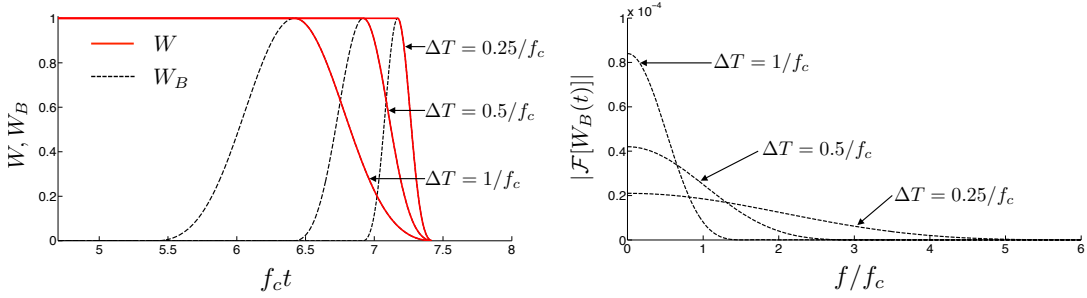 1
0.8
0.6
0.4
0.2
0
W, W_B
W
W_B
ΔT = 0.25/f_c
ΔT = 0.5/f_c
ΔT = 1/f_c
5 5.5 6 6.5 7 7.5 8
f_c t
1 × 10⁻⁴
0.8
0.6
0.4
0.2
0
|F[W_B(t)]|
ΔT = 1/f_c
ΔT = 0.5/f_c
ΔT = 0.25/f_c
0 1 2 3 4 5 6
f/f_c